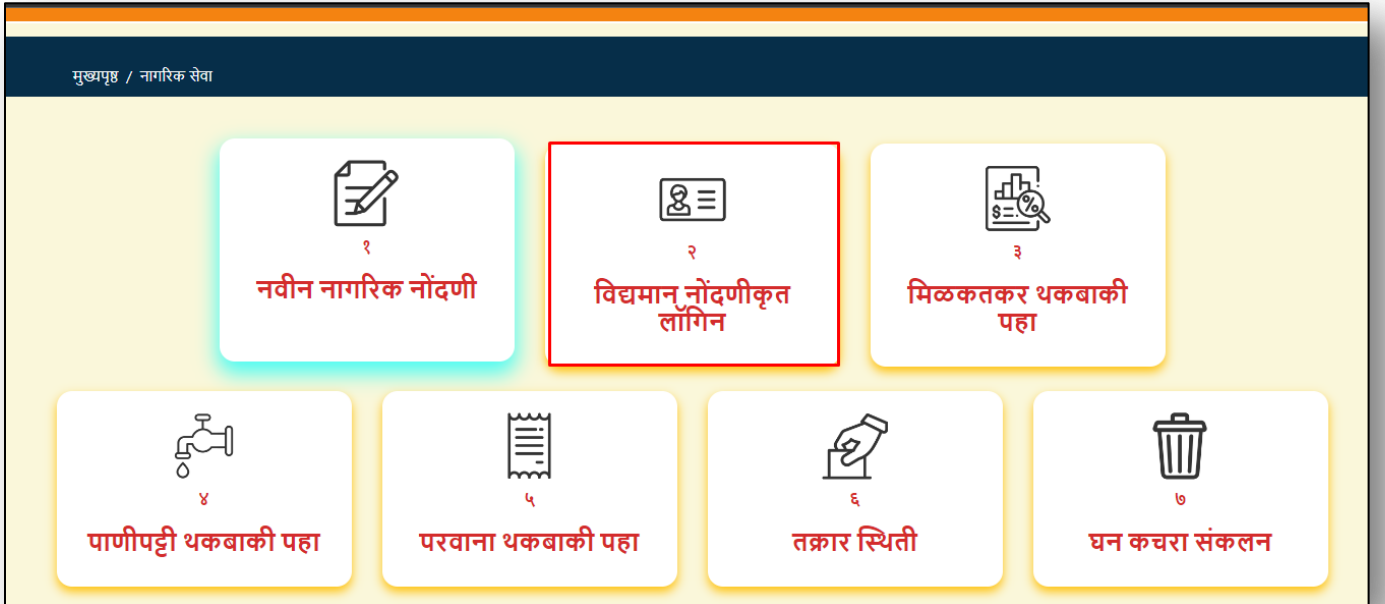 मुख्यपृष्ठ / नागरिक सेवा
१
नवीन नागरिक नोंदणी
२
विद्यमान नोंदणीकृत
लॉगिन
३
मिळकतकर थकबाकी
पहा
४
पाणीपट्टी थकबाकी पहा
५
परवाना थकबाकी पहा
६
तक्रार स्थिती
७
घन कचरा संकलन